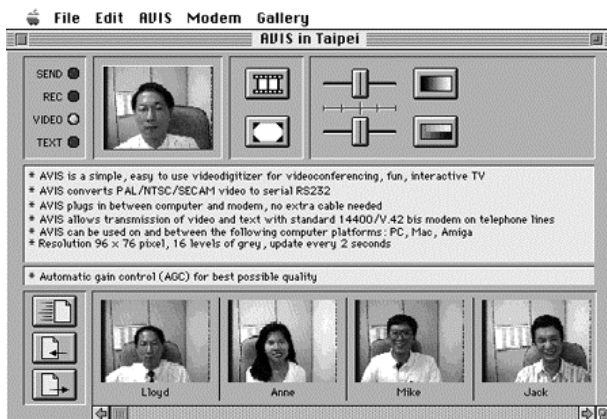 File Edit AVIS Modem Gallery
AVIS in Taipei
SEND
REC
VIDEO
TEXT
* AVIS is a simple, easy to use videodigitizer for videoconferencing, fun, interactive TV
* AVIS converts PAL/NTSC/SECAM video to serial RS232
* AVIS plugs in between computer and modem, no extra cable needed
* AVIS allows transmission of video and text with standard 14400/V.42 bis modem on telephone lines
* AVIS can be used on and between the following computer platforms: PC, Mac, Amiga
* Resolution 96 x 76 pixel, 16 levels of grey, update every 2 seconds
* Automatic gain control (AGC) for best possible quality
Lloyd Anne Mike Jack